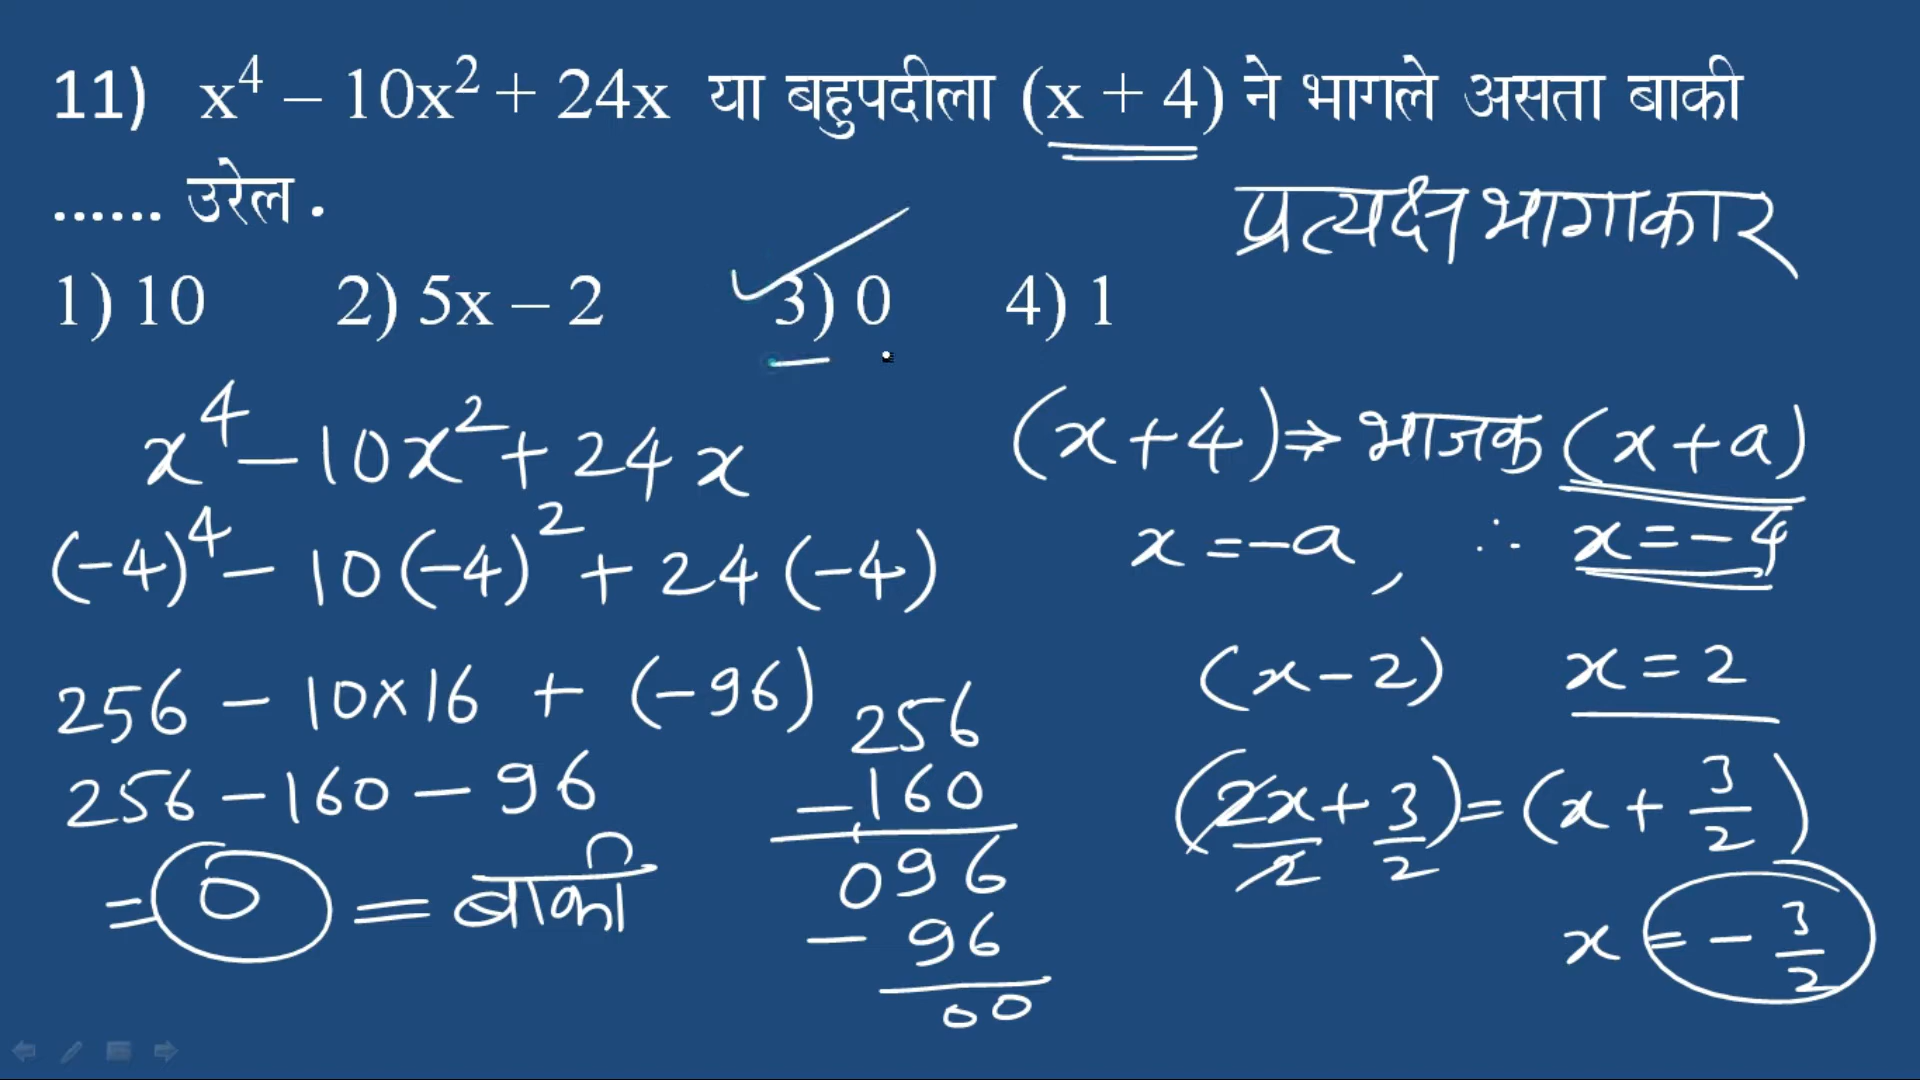 11) x⁴ – 10x² + 24x या बहुपदीला (x + 4) ने भागले असता बाकी
...... उरेल .
प्रत्यक्ष भागाकार
1) 10 2) 5x – 2 3) 0 4) 1
x⁴ – 10x² + 24x
(-4)⁴ – 10(-4)² + 24(-4)
256 – 10×16 + (-96)
256 – 160 – 96
= 0 = बाकी
256
– 160
096
– 96
00
(x+4) ⇒ भाजक (x+a)
x = -a , ∴ x = -4
(x-2) x = 2
(2x/2 + 3/2) = (x + 3/2)
x = - 3/2